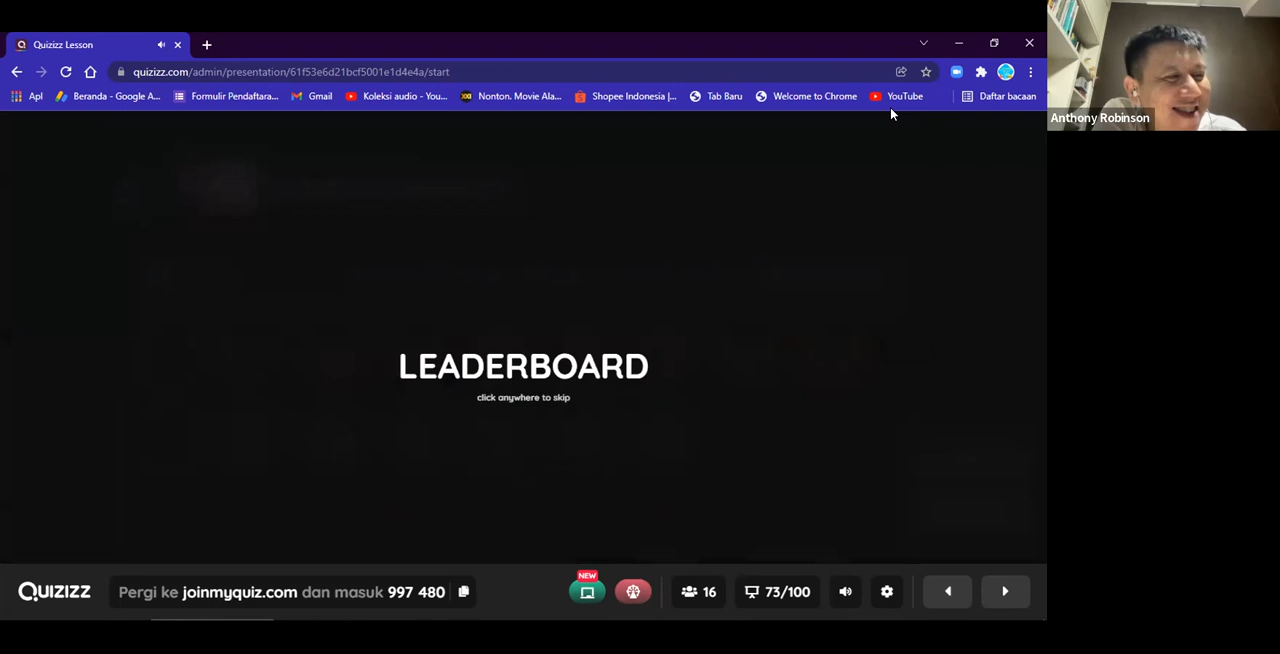 Quizizz Lesson
quizizz.com/admin/presentation/61f53e6d21bcf5001e1d4e4a/start
Apl Beranda - Google A... Formulir Pendaftara... Gmail Koleksi audio - You... Nonton. Movie Ala... Shopee Indonesia |... Tab Baru Welcome to Chrome YouTube Daftar bacaan
Anthony Robinson
LEADERBOARD
click anywhere to skip
NEW
QUIZIZZ Pergi ke joinmyquiz.com dan masuk 997 480 16 73/100